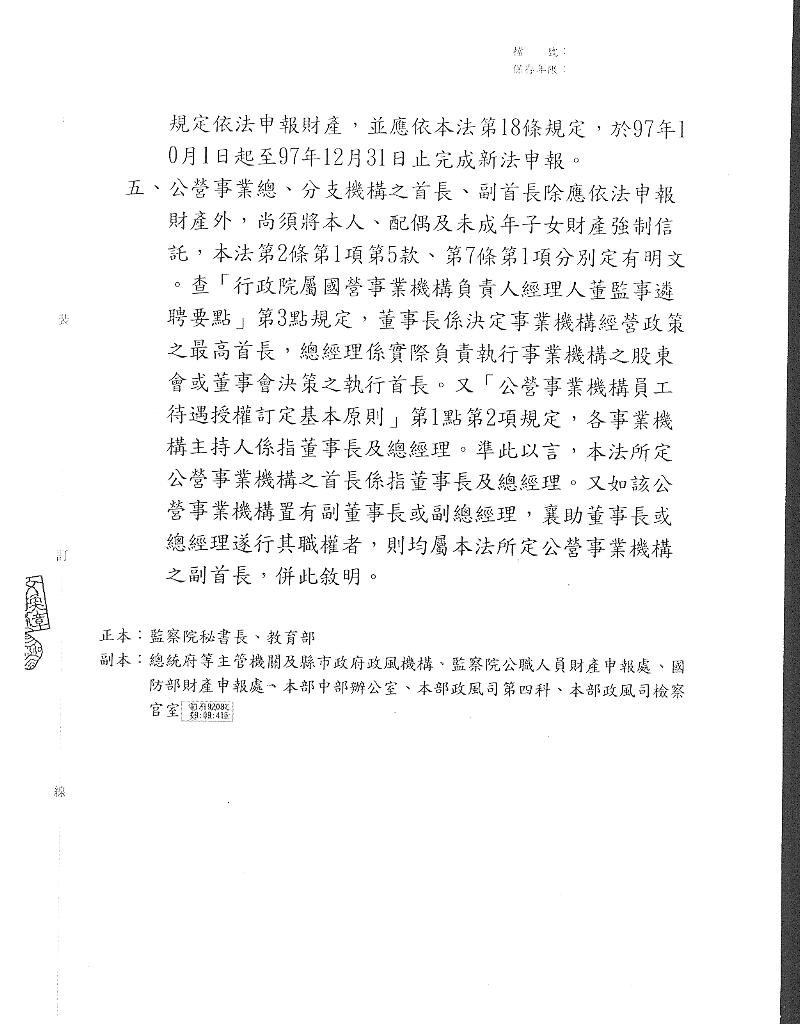 檔　　號：
保存年限：
規定依法申報財產，並應依本法第18條規定，於97年1
0月1日起至97年12月31日止完成新法申報。
五、公營事業總、分支機構之首長、副首長除應依法申報
財產外，尚須將本人、配偶及未成年子女財產強制信
託，本法第2條第1項第5款、第7條第1項分別定有明文
。查「行政院屬國營事業機構負責人經理人董監事遴
聘要點」第3點規定，董事長係決定事業機構經營政策
之最高首長，總經理係實際負責執行事業機構之股東
會或董事會決策之執行首長。又「公營事業機構員工
待遇授權訂定基本原則」第1點第2項規定，各事業機
構主持人係指董事長及總經理。準此以言，本法所定
公營事業機構之首長係指董事長及總經理。又如該公
營事業機構置有副董事長或副總經理，襄助董事長或
總經理遂行其職權者，則均屬本法所定公營事業機構
之副首長，併此敘明。
正本：監察院秘書長、教育部
副本：總統府等主管機關及縣市政府政風機構、監察院公職人員財產申報處、國
防部財產申報處、本部中部辦公室、本部政風司第四科、本部政風司檢察
官室
裝
訂
線